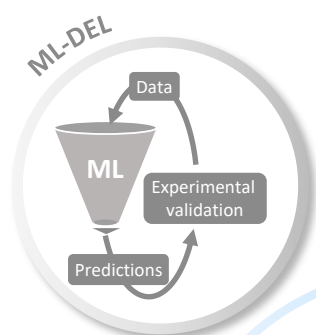 ML-DEL
Data
ML
Experimental
validation
Predictions